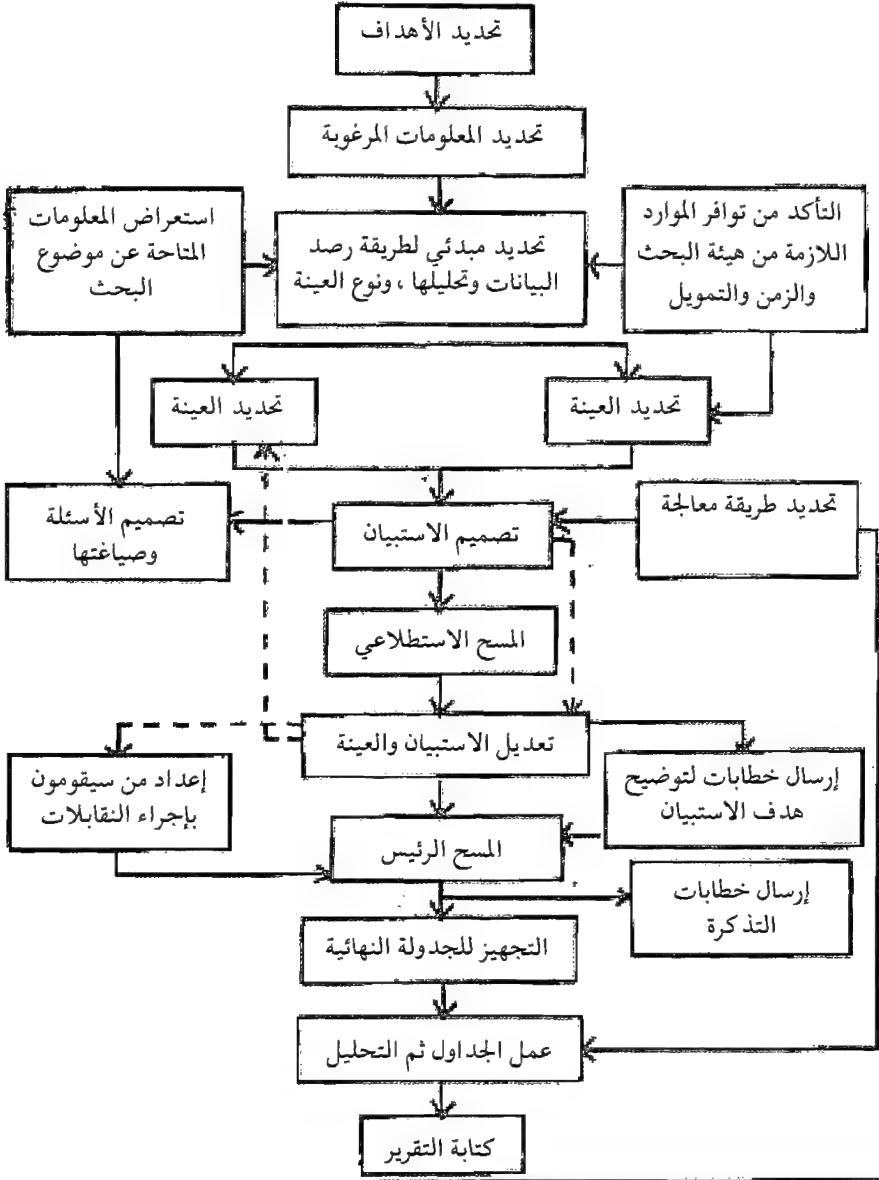 تحديد الأهداف
تحديد المعلومات المرغوبة
التأكد من توافر الموارد
اللازمة من هيئة البحث
والزمن والتمويل
تحديد مبدئي لطريقة رصد
البيانات وتحليلها ، ونوع العينة
استعراض المعلومات
المتاحة عن موضوع
البحث
تحديد العينة
تحديد العينة
تحديد طريقة معالجة
تصميم الاستبيان
تصميم الأسئلة
وصياغتها
المسح الاستطلاعي
تعديل الاستبيان والعينة
إرسال خطابات لتوضيح
هدف الاستبيان
إعداد من سيقومون
بإجراء النقابلات
المسح الرئيس
إرسال خطابات
التذكرة
التجهيز للجدولة النهائية
عمل الجداول ثم التحليل
كتابة التقرير